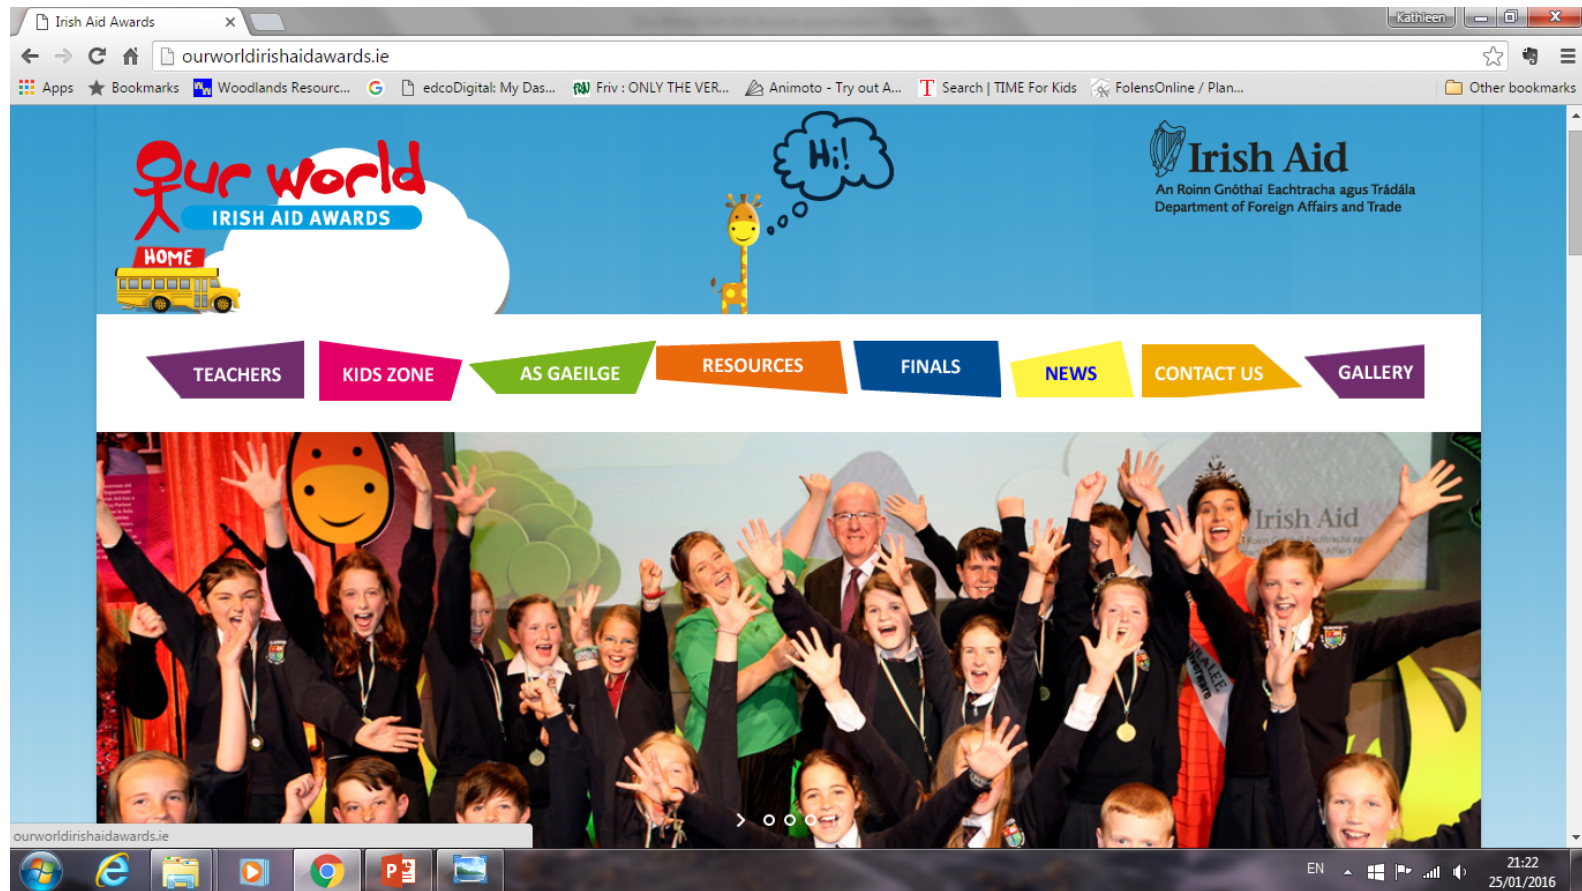 Irish Aid Awards
Kathleen
ourworldirishaidawards.ie
Apps Bookmarks Woodlands Resourc... edcoDigital: My Das... Friv : ONLY THE VER... Animoto - Try out A... Search | TIME For Kids FolensOnline / Plan... Other bookmarks
Our world
IRISH AID AWARDS
HOME
Hi!
Irish Aid
An Roinn Gnóthaí Eachtracha agus Trádála
Department of Foreign Affairs and Trade
TEACHERS KIDS ZONE AS GAEILGE RESOURCES FINALS NEWS CONTACT US GALLERY
Irish Aid
TRALEE
ourworldirishaidawards.ie
EN
21:22
25/01/2016